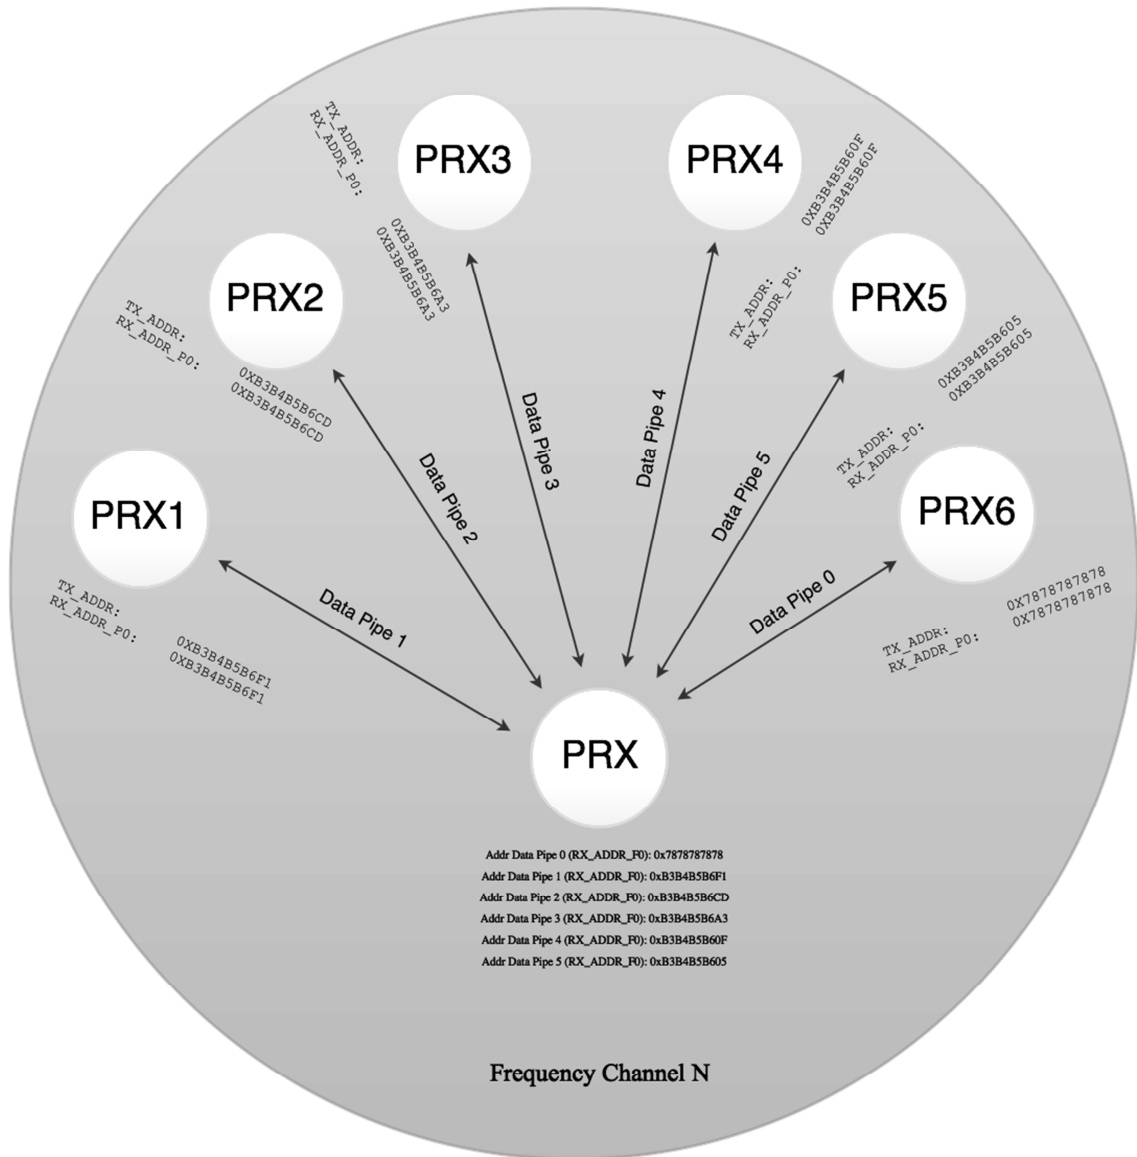 PRX3
TX_ADDR:
RX_ADDR_P0:
0XB3B4B5B6A3
0XB3B4B5B6A3
PRX4
0XB3B4B5B60F
0XB3B4B5B60F
TX_ADDR:
RX_ADDR_P0:
PRX2
TX_ADDR:
RX_ADDR_P0:
0XB3B4B5B6CD
0XB3B4B5B6CD
PRX5
0XB3B4B5B605
0XB3B4B5B605
TX_ADDR:
RX_ADDR_P0:
PRX1
TX_ADDR:
RX_ADDR_P0:
0XB3B4B5B6F1
0XB3B4B5B6F1
PRX6
0X7878787878
0X7878787878
TX_ADDR:
RX_ADDR_P0:
Data Pipe 1
Data Pipe 2
Data Pipe 3
Data Pipe 4
Data Pipe 5
Data Pipe 0
PRX
Addr Data Pipe 0 (RX_ADDR_F0): 0x7878787878
Addr Data Pipe 1 (RX_ADDR_F0): 0xB3B4B5B6F1
Addr Data Pipe 2 (RX_ADDR_F0): 0xB3B4B5B6CD
Addr Data Pipe 3 (RX_ADDR_F0): 0xB3B4B5B6A3
Addr Data Pipe 4 (RX_ADDR_F0): 0xB3B4B5B60F
Addr Data Pipe 5 (RX_ADDR_F0): 0xB3B4B5B605
Frequency Channel N